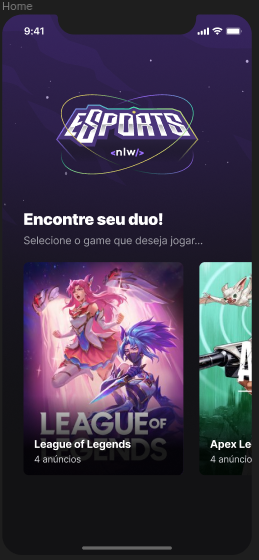 Home
9:41
ESPORTS
<nlw/>
Encontre seu duo!
Selecione o game que deseja jogar...
LEAGUE OF
LEGENDS
League of Legends
4 anúncios
A
Apex Le
4 anúncio